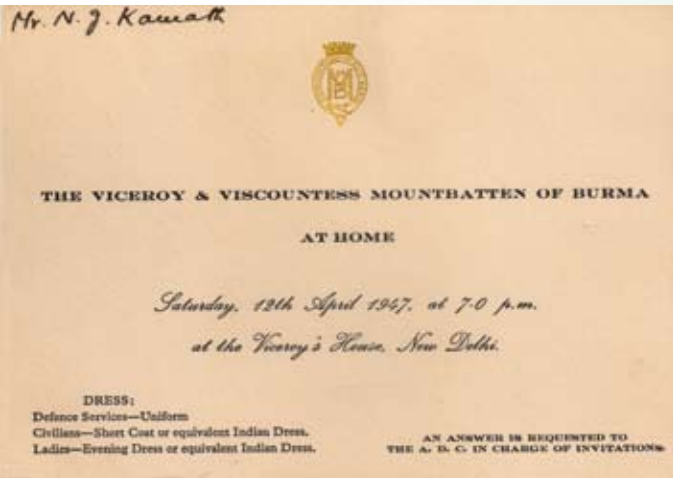 Mr. N. J. Kamath
THE VICEROY & VISCOUNTESS MOUNTBATTEN OF BURMA
AT HOME
Saturday, 12th April 1947, at 7-0 p.m.
at the Viceroy's House, New Delhi.
DRESS:
Defence Services—Uniform
Civilians—Short Coat or equivalent Indian Dress.
Ladies—Evening Dress or equivalent Indian Dress.
AN ANSWER IS REQUESTED TO
THE A. D. C. IN CHARGE OF INVITATIONS